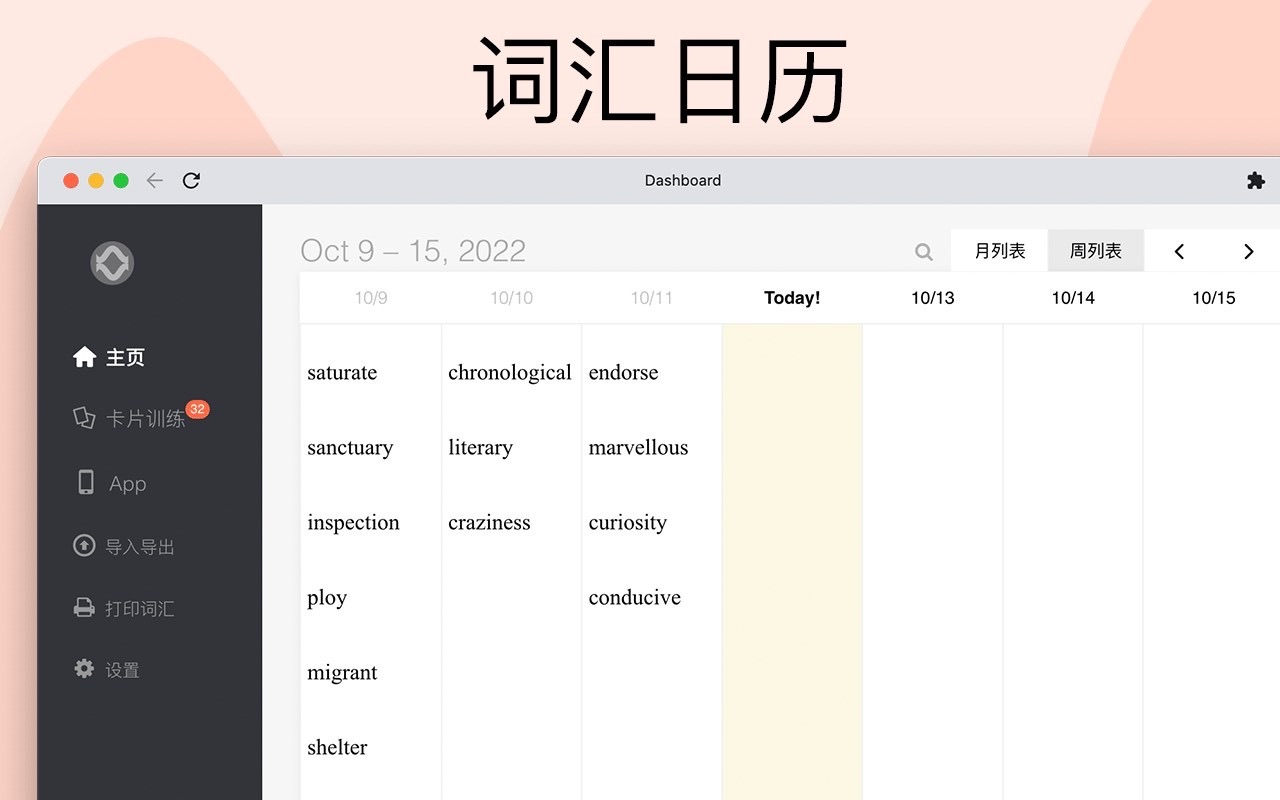 词汇日历
Dashboard
Oct 9 – 15, 2022
月列表 周列表
10/9 10/10 10/11 Today! 10/13 10/14 10/15
主页
卡片训练 32
App
导入导出
打印词汇
设置
saturate chronological endorse
sanctuary literary marvellous
inspection craziness curiosity
ploy conducive
migrant
shelter